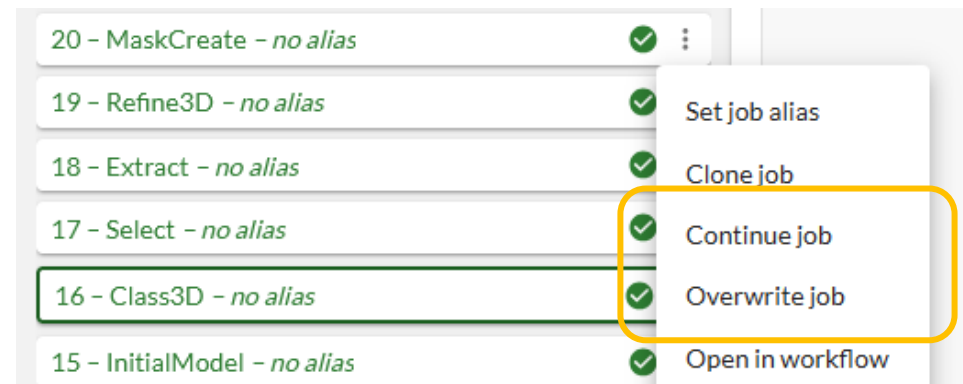 20 – MaskCreate – no alias
19 – Refine3D – no alias
18 – Extract – no alias
17 – Select – no alias
16 – Class3D – no alias
15 – InitialModel – no alias
Set job alias
Clone job
Continue job
Overwrite job
Open in workflow